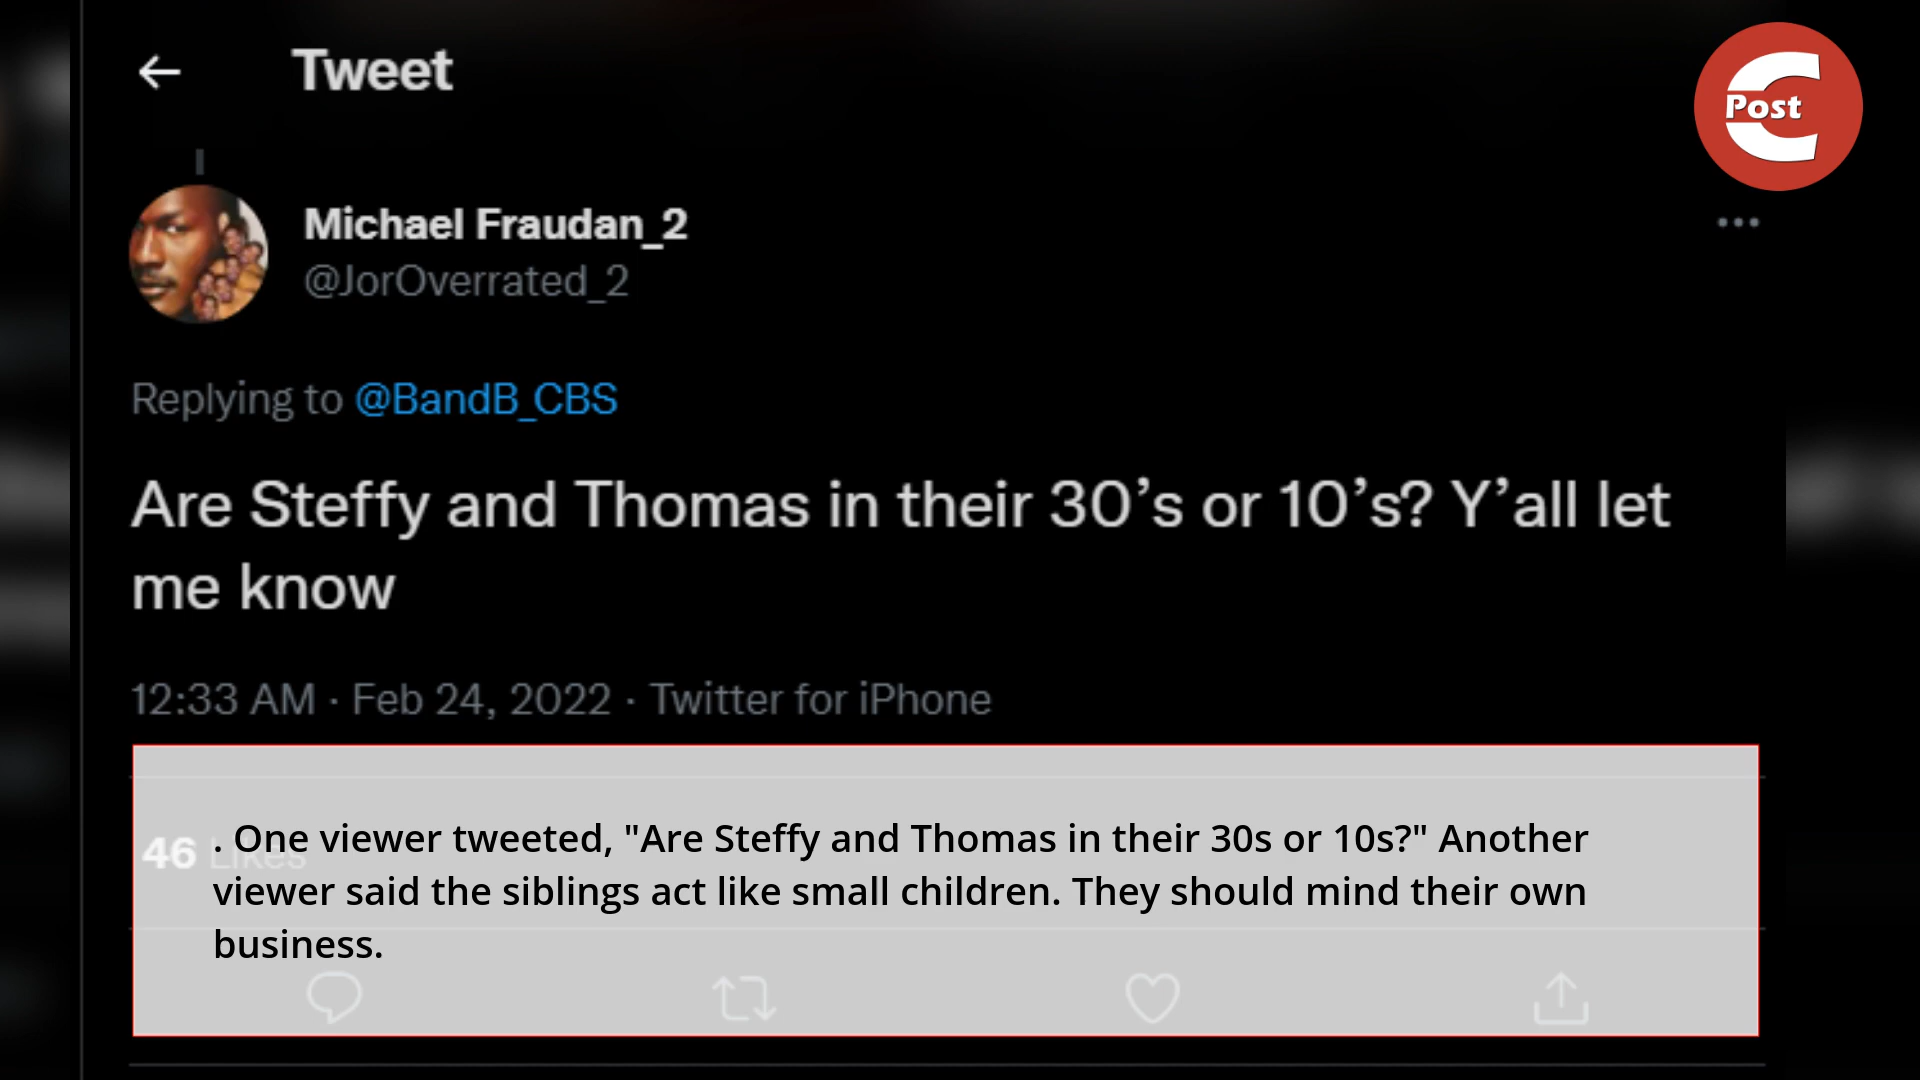 Tweet
Post
Michael Fraudan_2
@JorOverrated_2
Replying to @BandB_CBS
Are Steffy and Thomas in their 30’s or 10’s? Y’all let
me know
12:33 AM · Feb 24, 2022 · Twitter for iPhone
46 Likes
. One viewer tweeted, "Are Steffy and Thomas in their 30s or 10s?" Another
viewer said the siblings act like small children. They should mind their own
business.